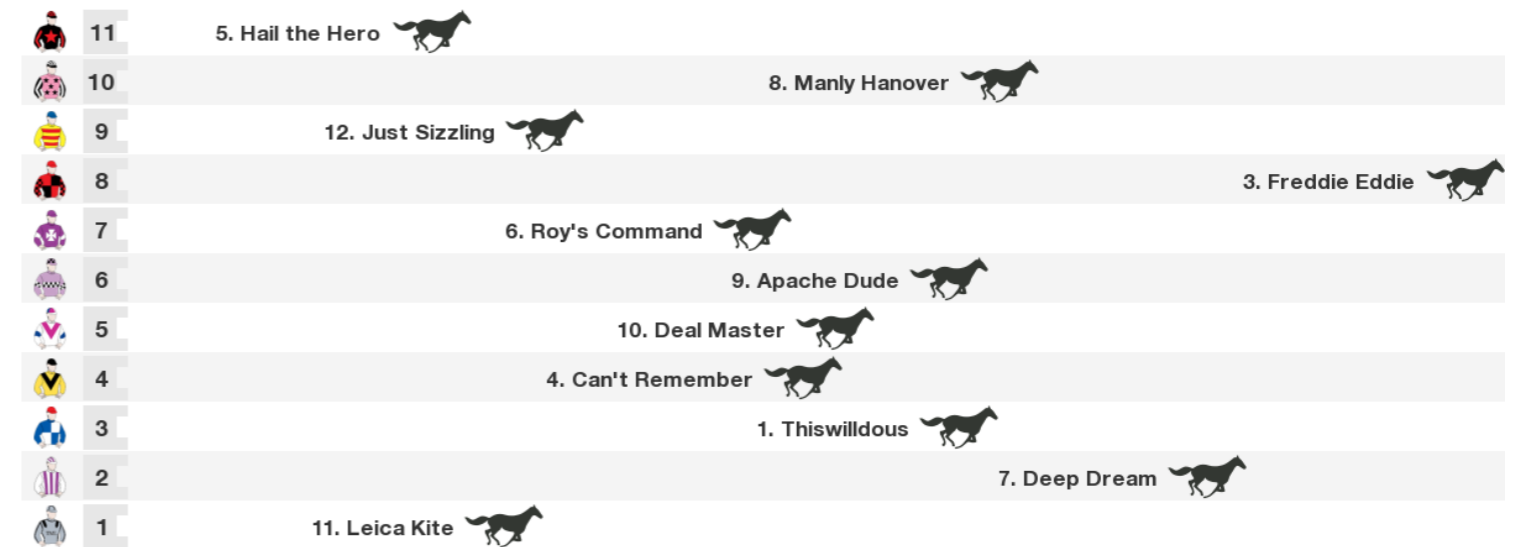 11 5. Hail the Hero
10 8. Manly Hanover
9 12. Just Sizzling
8 3. Freddie Eddie
7 6. Roy's Command
6 9. Apache Dude
5 10. Deal Master
4 4. Can't Remember
3 1. Thiswilldous
2 7. Deep Dream
1 11. Leica Kite